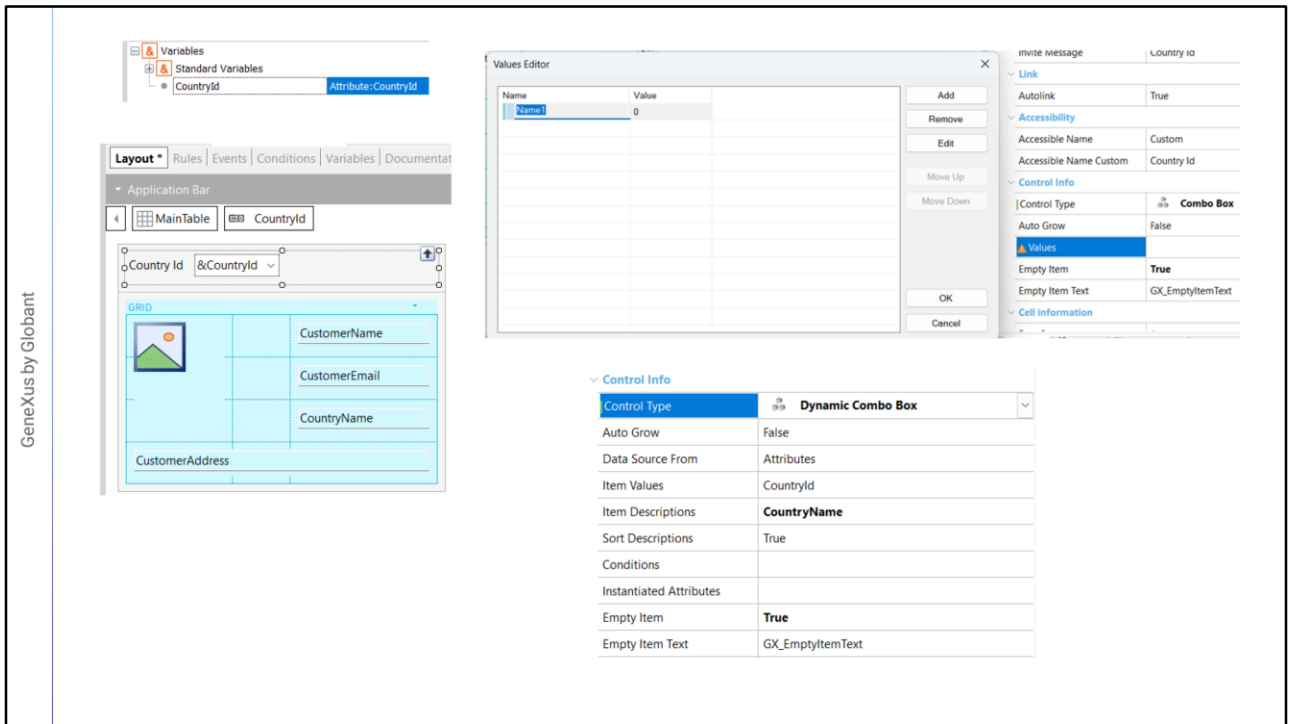 GeneXus by Globant
Variables
Standard Variables
CountryId Attribute:CountryId
Layout * Rules Events Conditions Variables Documentat
Application Bar
MainTable CountryId
Country Id &CountryId
GRID
CustomerName
CustomerEmail
CountryName
CustomerAddress
Values Editor
Name Value
Name1 0
Add
Remove
Edit
Move Up
Move Down
OK
Cancel
Invite Message Country Id
Link
Autolink True
Accessibility
Accessible Name Custom
Accessible Name Custom Country Id
Control Info
Control Type Combo Box
Auto Grow False
Values
Empty Item True
Empty Item Text GX_EmptyItemText
Cell information
Control Info
Control Type Dynamic Combo Box
Auto Grow False
Data Source From Attributes
Item Values CountryId
Item Descriptions CountryName
Sort Descriptions True
Conditions
Instantiated Attributes
Empty Item True
Empty Item Text GX_EmptyItemText